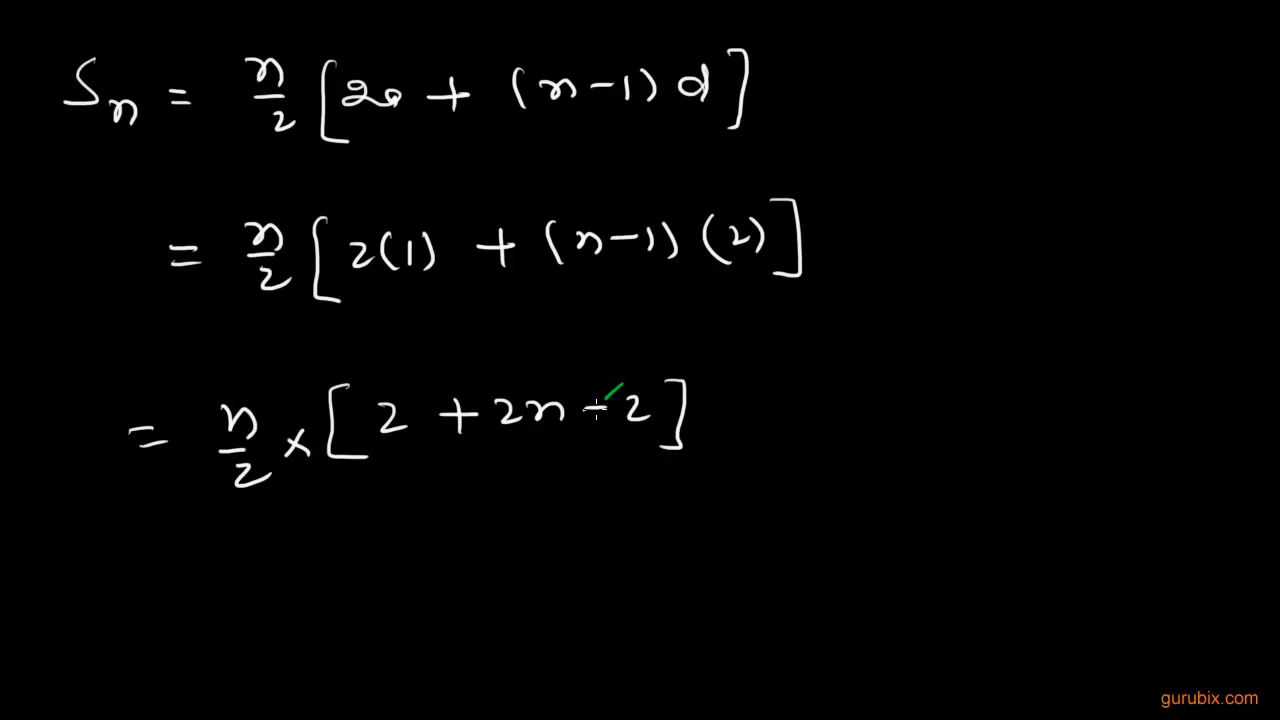 Sn = n/2 [2a + (n-1) d]
= n/2 [2(1) + (n-1) (2)]
= n/2 × [2 + 2n - 2]
gurubix.com